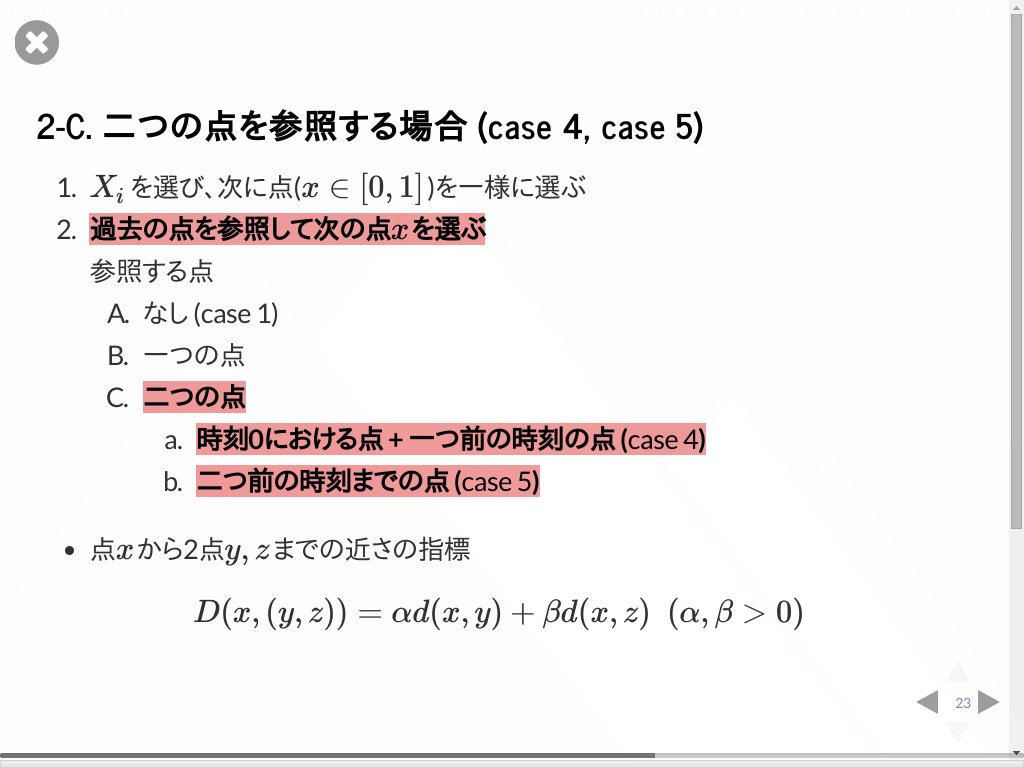 2-C. 二つの点を参照する場合 (case 4, case 5)
1. X_i を選び、次に点(x ∈ [0, 1])を一様に選ぶ
2. 過去の点を参照して次の点x を選ぶ
参照する点
A. なし (case 1)
B. 一つの点
C. 二つの点
a. 時刻0における点 + 一つ前の時刻の点 (case 4)
b. 二つ前の時刻までの点 (case 5)
• 点x から2点y, z までの近さの指標
D(x, (y, z)) = αd(x, y) + βd(x, z) (α, β > 0)
23